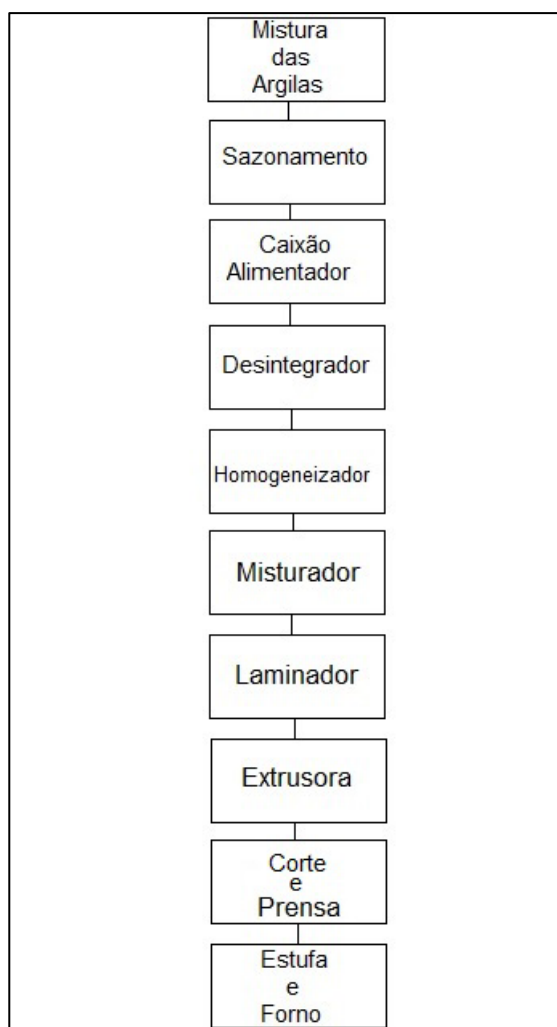 Mistura
das
Argilas
Sazonamento
Caixão
Alimentador
Desintegrador
Homogeneizador
Misturador
Laminador
Extrusora
Corte
e
Prensa
Estufa
e
Forno